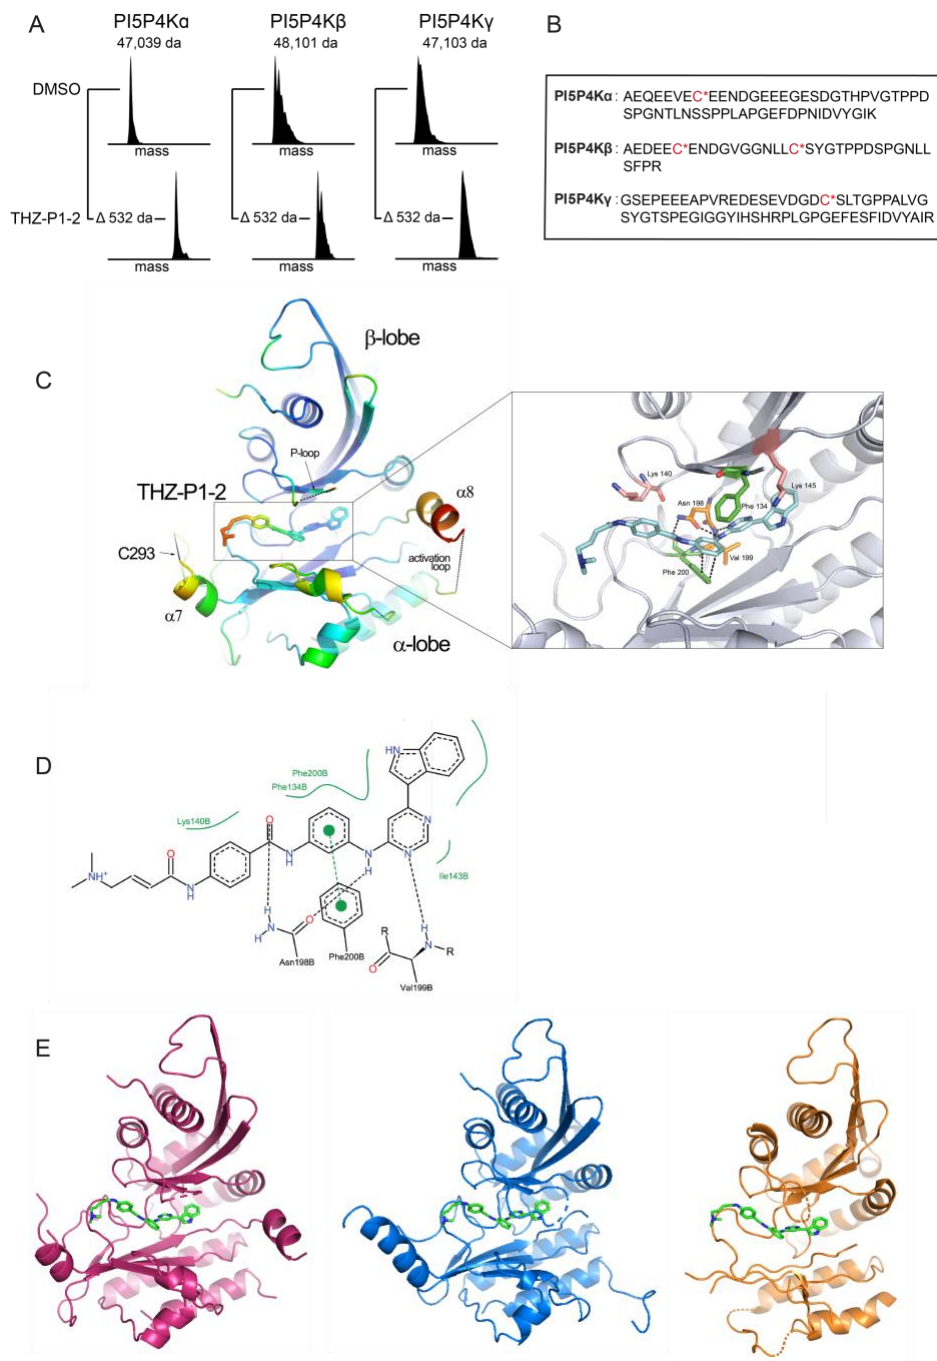 A
PI5P4Kα
47,039 da
PI5P4Kβ
48,101 da
PI5P4Kγ
47,103 da
DMSO
mass
mass
mass
THZ-P1-2
Δ 532 da
Δ 532 da
Δ 532 da
mass
mass
mass
B
PI5P4Kα: AEQEEVEC*EENDGEEEGESDGTHPVGTPPD
SPGNTLNSSPPLAPGEFDPNIDVYGIK
PI5P4Kβ: AEDEEC*ENDGVGGNLLC*SYGTPPDSPGNLL
SFPR
PI5P4Kγ: GSEPEEEAPVREDESEVDGDC*SLTGPPALVG
SYGTSPEGIGGYIHSHRPLGPGEFESFIDVYAIR
C
β-lobe
P-loop
THZ-P1-2
α8
C293
activation
loop
α7
α-lobe
Lys 140
Lys 145
Asn 198
Phe 134
Val 199
Phe 200
D
Phe200B
Phe134B
Lys140B
HN
O
O
N
N
N
H
N
H
N
H
NH+
Ile143B
H
N
H
O
R
H
N
R
Asn198B
Phe200B
O
Val199B
E